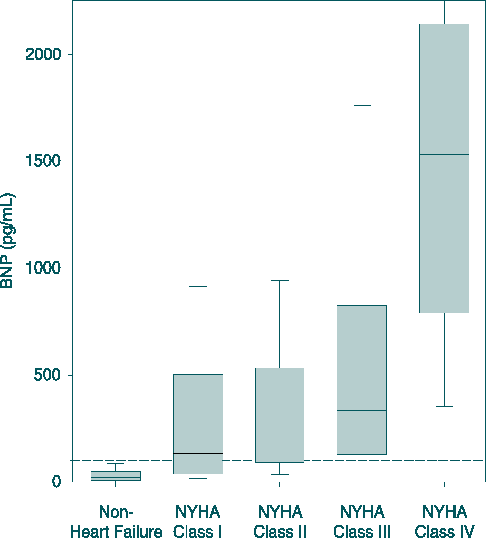 2000
1500
1000
500
0
BNP (pg/mL)
Non-
Heart Failure
NYHA
Class I
NYHA
Class II
NYHA
Class III
NYHA
Class IV